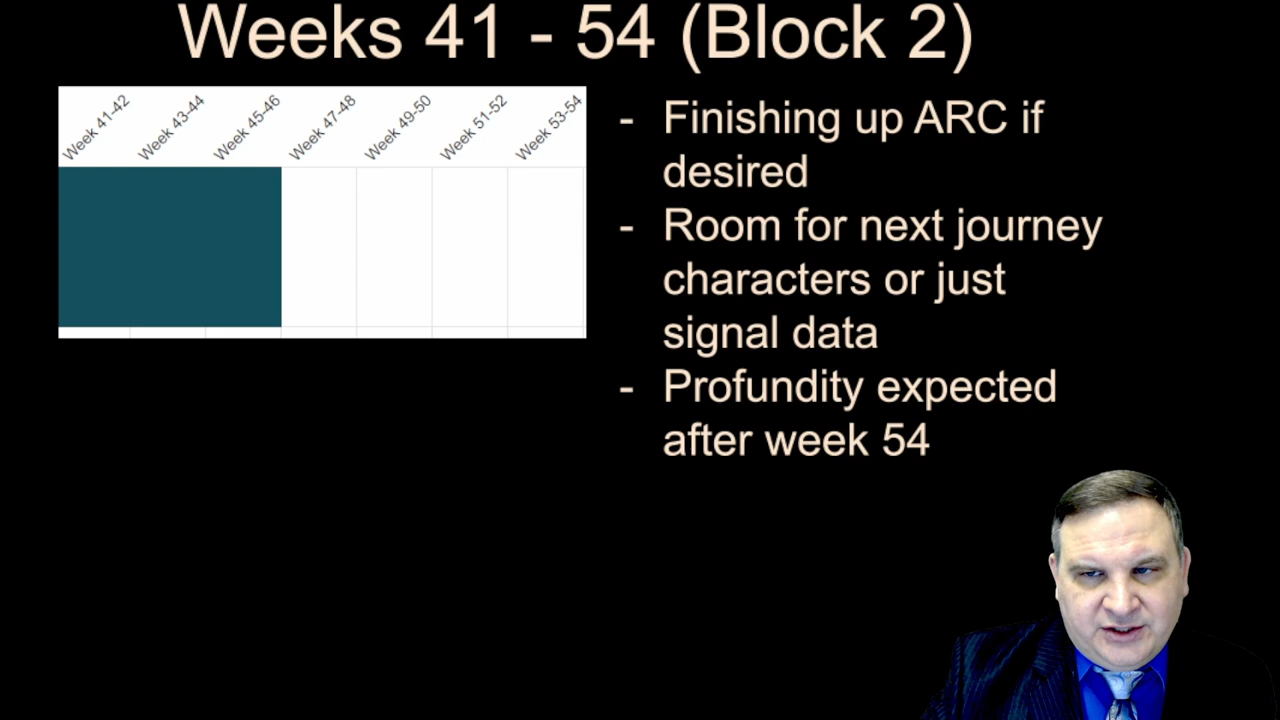 Weeks 41 - 54 (Block 2)
Week 41-42
Week 43-44
Week 45-46
Week 47-48
Week 49-50
Week 51-52
Week 53-54
- Finishing up ARC if
desired
- Room for next journey
characters or just
signal data
- Profundity expected
after week 54